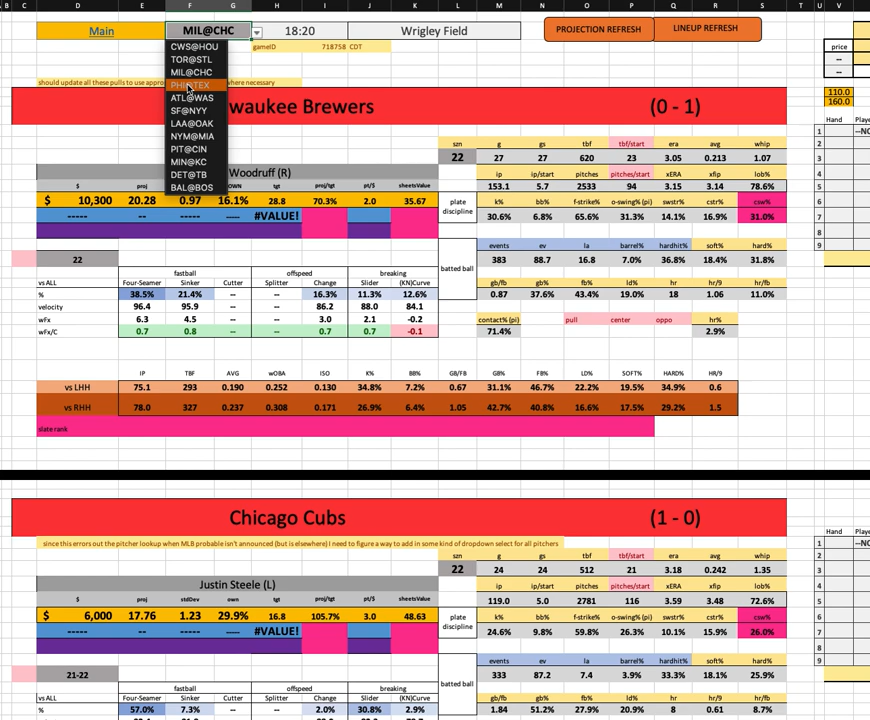 A B C D E F G H I J K L M N O P Q R S T U V
Main MIL@CHC 18:20 Wrigley Field PROJECTION REFRESH LINEUP REFRESH
gameID 718758 CDT
CWS@HOU
TOR@STL
MIL@CHC
PHI@TEX
ATL@WAS
SF@NYY
LAA@OAK
NYM@MIA
PIT@CIN
MIN@KC
DET@TB
BAL@BOS
price
--
--
should update all these pulls to use where necessary
110.0
160.0
waukee Brewers (0 - 1)
Hand
szn g gs tbf tbf/start era avg whip
22 27 27 620 23 3.05 0.213 1.07
Woodruff (R)
ip ip/start pitches pitches/start xERA xfip lob%
153.1 5.7 2533 94 3.15 3.14 78.6%
$ proj OWN tgt proj/tgt pt/$ sheetsValue
$ 10,300 20.28 0.97 16.1% 28.8 70.3% 2.0 35.67
plate discipline
k% bb% f-strike% o-swing% (pi) swstr% cstr% csw%
30.6% 6.8% 65.6% 31.3% 14.1% 16.9% 31.0%
----- -- ----- ----- #VALUE!
batted ball
events ev la barrel% hardhit% soft% hard%
383 88.7 16.8 7.0% 36.8% 18.4% 31.8%
22
fastball offspeed breaking
vsALL Four-Seamer Sinker Cutter Splitter Change Slider (KN)Curve
gb/fb gb% fb% ld% hr hr/9 hr/fb
% 38.5% 21.4% -- -- 16.3% 11.3% 12.6%
0.87 37.6% 43.4% 19.0% 18 1.06 11.0%
velocity 96.4 95.9 -- -- 86.2 88.0 84.1
wFx 6.3 4.5 -- -- 3.0 2.1 -0.2
contact% (pi) pull center oppo hr%
wFx/C 0.7 0.8 -- -- 0.7 0.7 -0.1
71.4% 2.9%
IP TBF AVG wOBA ISO K% BB% GB/FB GB% FB% LD% SOFT% HARD% HR/9
vs LHH 75.1 293 0.190 0.252 0.130 34.8% 7.2% 0.67 31.1% 46.7% 22.2% 19.5% 34.9% 0.6
vs RHH 78.0 327 0.237 0.308 0.171 26.9% 6.4% 1.05 42.7% 40.8% 16.6% 17.5% 29.2% 1.5
slate rank
1
2
3
4
5
6
7
8
9
Chicago Cubs (1 - 0)
Hand
since this errors out the pitcher lookup when MLB probable isn't announced (but is elsewhere) I need to figure a way to add in some kind of dropdown select for all pitchers
szn g gs tbf tbf/start era avg whip
22 24 24 512 21 3.18 0.242 1.35
Justin Steele (L)
ip ip/start pitches pitches/start xERA xfip lob%
119.0 5.0 2781 116 3.59 3.48 72.6%
$ proj stdDev own tgt proj/tgt pt/$ sheetsValue
$ 6,000 17.76 1.23 29.9% 16.8 105.7% 3.0 48.63
plate discipline
k% bb% f-strike% o-swing% (pi) swstr% cstr% csw%
24.6% 9.8% 59.8% 26.3% 10.1% 15.9% 26.0%
----- -- ----- ----- #VALUE!
batted ball
events ev la barrel% hardhit% soft% hard%
333 87.2 7.4 3.9% 33.3% 18.1% 25.9%
21-22
fastball offspeed breaking
vsALL Four-Seamer Sinker Cutter Splitter Change Slider (KN)Curve
gb/fb gb% fb% ld% hr hr/9 hr/fb
% 57.0% 7.3% -- -- 2.0% 30.8% 2.9%
1.84 51.2% 27.9% 20.9% 8 0.61 8.7%
1
2
3
4
5
6
7
8
9